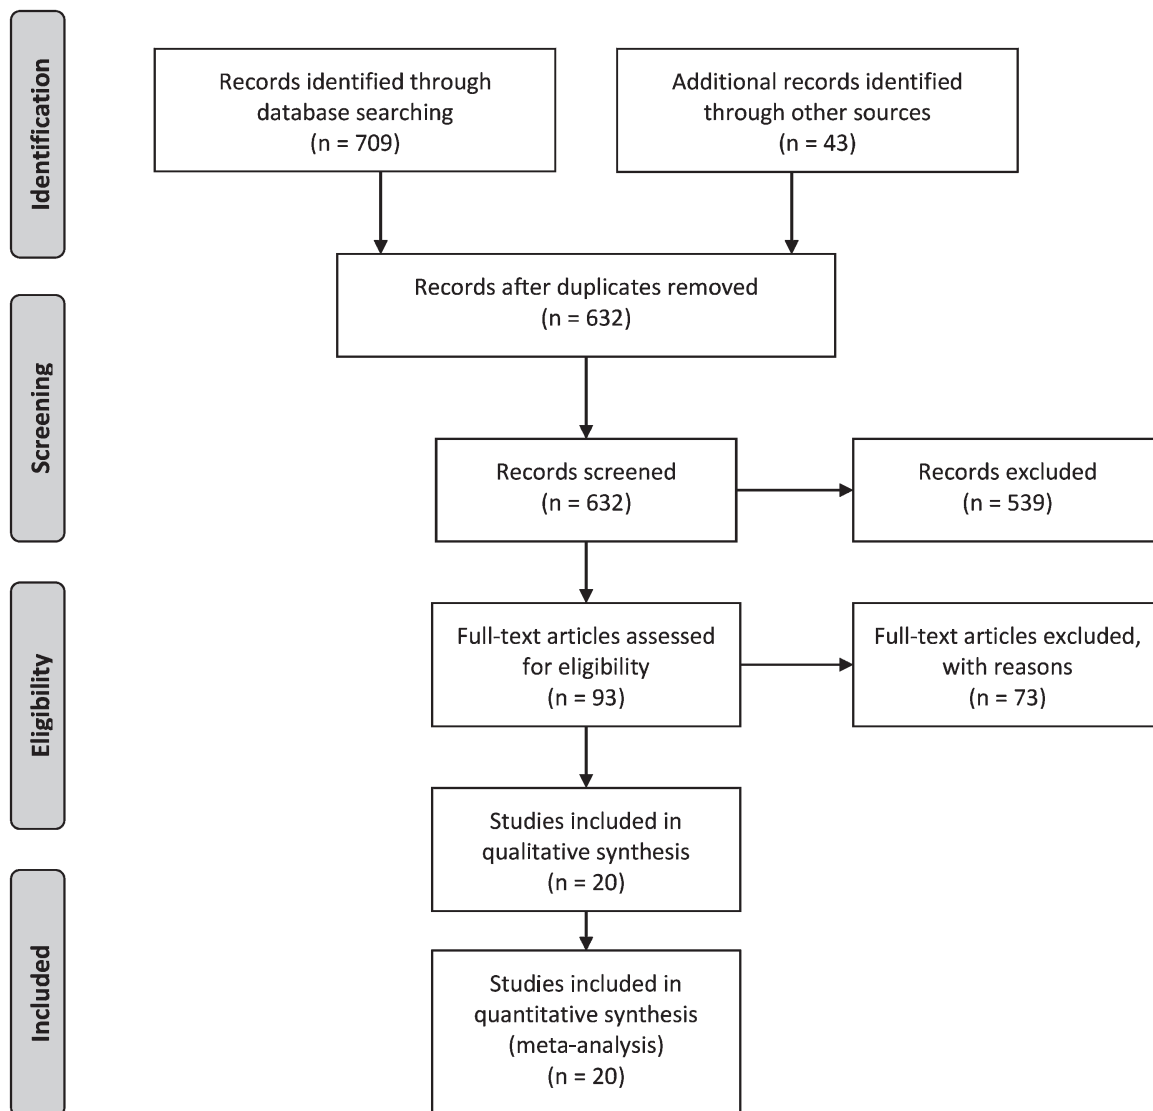 Identification
Records identified through
database searching
(n = 709)
Additional records identified
through other sources
(n = 43)
Records after duplicates removed
(n = 632)
Screening
Records screened
(n = 632)
Records excluded
(n = 539)
Eligibility
Full-text articles assessed
for eligibility
(n = 93)
Full-text articles excluded,
with reasons
(n = 73)
Studies included in
qualitative synthesis
(n = 20)
Included
Studies included in
quantitative synthesis
(meta-analysis)
(n = 20)